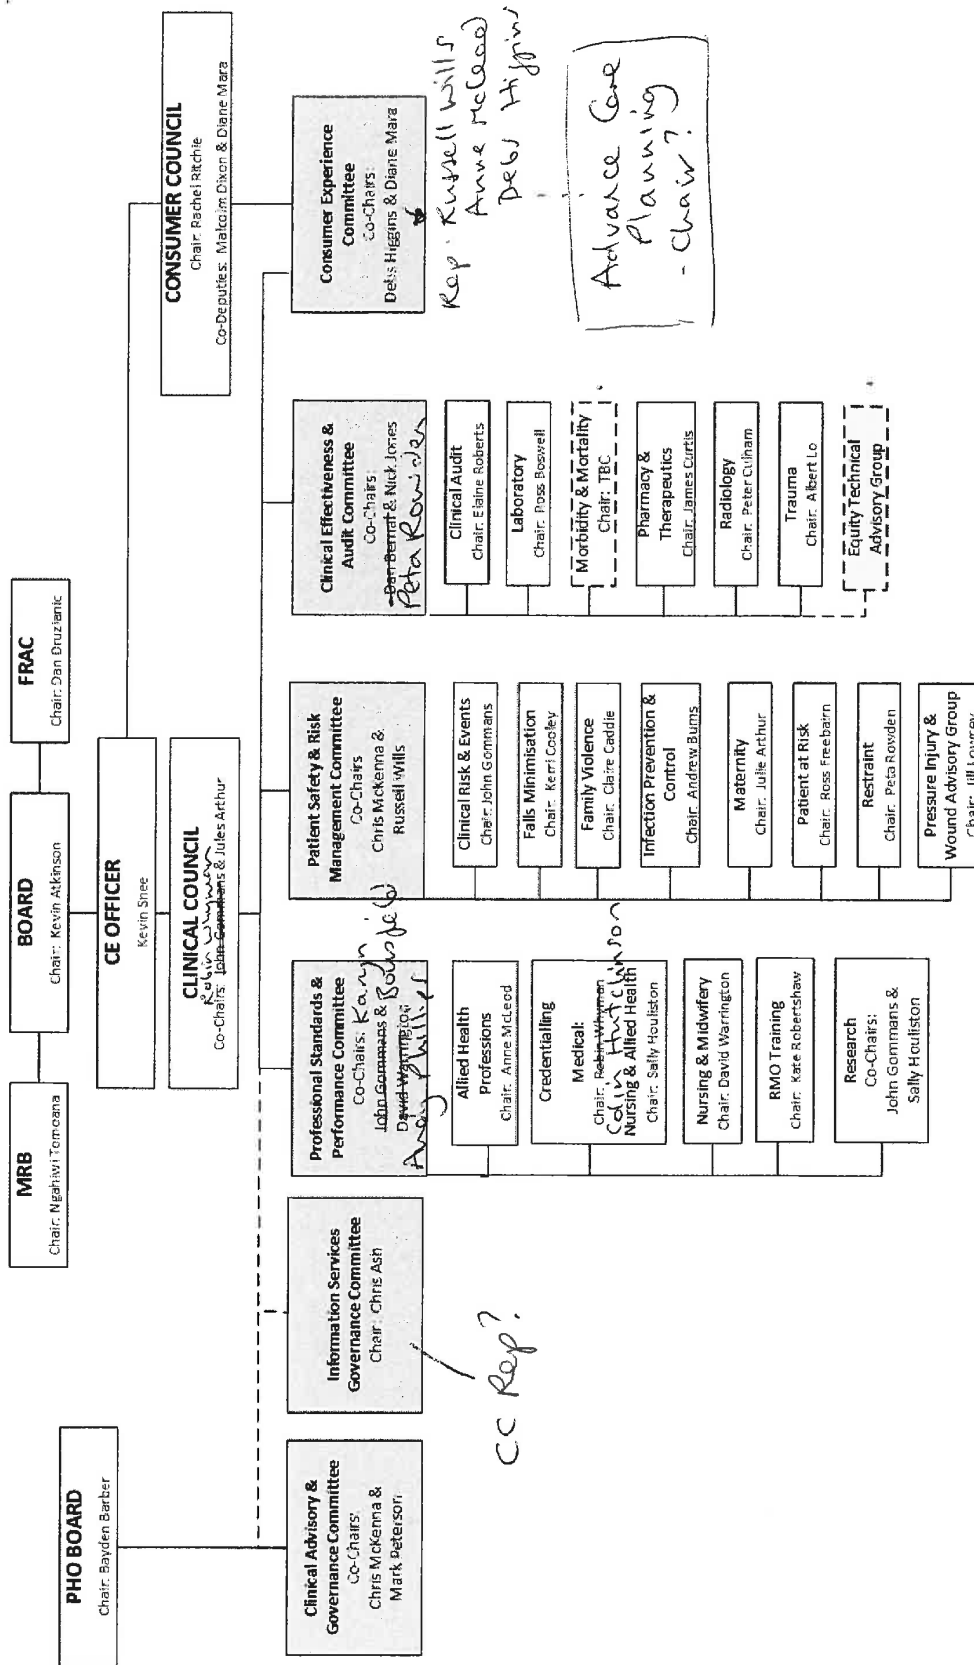 MRB
Chair: Ngahiwi Tomoana
BOARD
Chair: Kevin Atkinson
FRAC
Chair: Dan Druzianic
PHO BOARD
Chair: Bayden Barber
CE OFFICER
Kevin Snee
CONSUMER COUNCIL
Chair: Rachel Ritchie
Co-Deputies: Malcolm Dixon & Diane Mara
CLINICAL COUNCIL
Robin Whyman
Co-Chairs: John Gommans & Jules Arthur
Clinical Advisory &
Governance Committee
Co-Chairs:
Chris McKenna &
Mark Peterson
Information Services
Governance Committee
Chair: Chris Ash
CC Rep?
Professional Standards &
Performance Committee
Co-Chairs: Karyn
Bousfield
John Gommans &
David Warrington
Andy Phillips
Allied Health
Professions
Chair: Anne McLeod
Credentialling
Medical:
Chair: Robin Whyman
Colin Hutchinson
Nursing & Allied Health
Chair: Sally Houliston
Nursing & Midwifery
Chair: David Warrington
RMO Training
Chair: Kate Robertshaw
Research
Co-Chairs:
John Gommans &
Sally Houliston
Patient Safety & Risk
Management Committee
Co-Chairs
Chris McKenna &
Russell Wills
Clinical Risk & Events
Chair: John Gommans
Falls Minimisation
Chair: Kerri Cooley
Family Violence
Chair: Claire Caddie
Infection Prevention &
Control
Chair: Andrew Burns
Maternity
Chair: Julie Arthur
Patient at Risk
Chair: Ross Freebairn
Restraint
Chair: Peta Rowden
Pressure Injury &
Wound Advisory Group
Chair: Jill Lowrey
Clinical Effectiveness &
Audit Committee
Co-Chairs:
Dan Bernal & Nick Jones
Peta Rowden
Clinical Audit
Chair: Elaine Roberts
Laboratory
Chair: Ross Boswell
Morbidity & Mortality
Chair: TBC
Pharmacy &
Therapeutics
Chair: James Curtis
Radiology
Chair: Peter Culham
Trauma
Chair: Albert Lo
Equity Technical
Advisory Group
Consumer Experience
Committee
Co-Chairs:
Debs Higgins & Diane Mara
Rep: Russell Wills
Anne McLeod
Debs Higgins
Advance Care
Planning
- Chair?